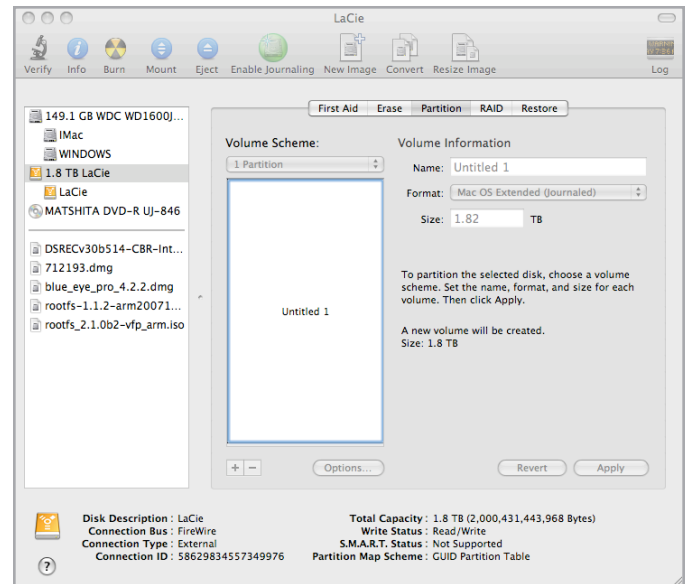 LaCie
Verify Info Burn Mount Eject Enable Journaling New Image Convert Resize Image Log
First Aid Erase Partition RAID Restore
149.1 GB WDC WD1600J...
IMac
WINDOWS
1.8 TB LaCie
LaCie
MATSHITA DVD-R UJ-846
DSRECv30b514-CBR-Int...
712193.dmg
blue_eye_pro_4.2.2.dmg
rootfs-1.1.2-arm20071...
rootfs_2.1.0b2-vfp_arm.iso
Volume Scheme:
1 Partition
Untitled 1
+ − Options...
Volume Information
Name: Untitled 1
Format: Mac OS Extended (Journaled)
Size: 1.82 TB
To partition the selected disk, choose a volume
scheme. Set the name, format, and size for each
volume. Then click Apply.
A new volume will be created.
Size: 1.8 TB
Revert Apply
Disk Description : LaCie
Connection Bus : FireWire
Connection Type : External
Connection ID : 58629834557349976
Total Capacity : 1.8 TB (2,000,431,443,968 Bytes)
Write Status : Read/Write
S.M.A.R.T. Status : Not Supported
Partition Map Scheme : GUID Partition Table
?